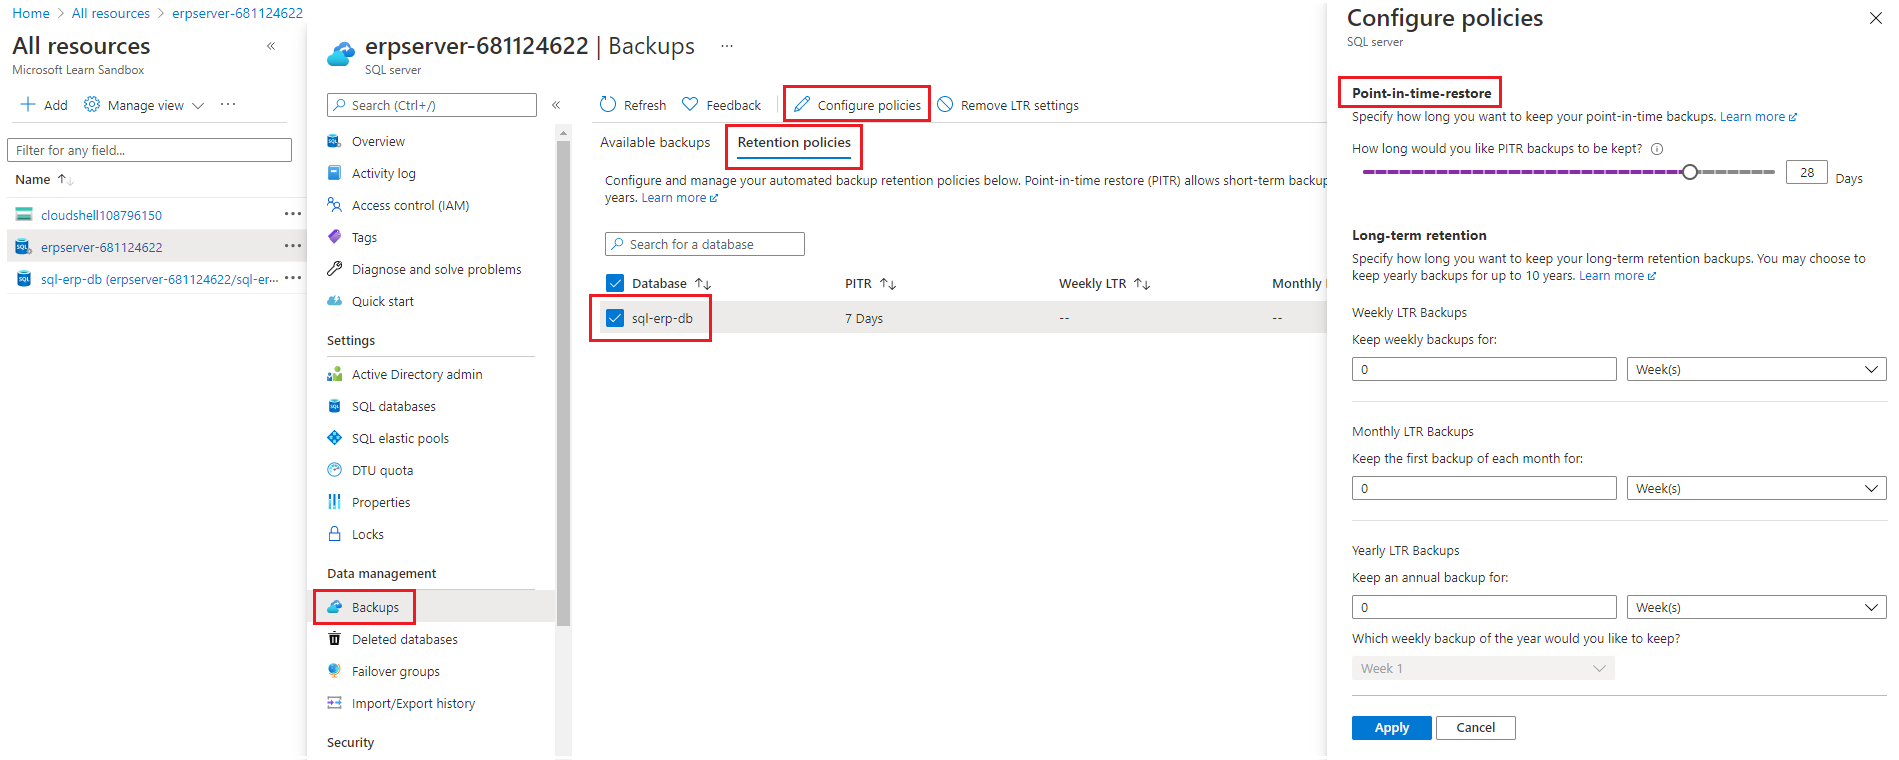 Home > All resources > erpserver-681124622
All resources
«
Microsoft Learn Sandbox
Add
Manage view
...
Filter for any field...
Name ↑↓
cloudshell108796150 •••
erpserver-681124622 •••
sql-erp-db (erpserver-681124622/sql-er... •••
erpserver-681124622 | Backups ...
SQL server
Search (Ctrl+/)
«
Overview
Activity log
Access control (IAM)
Tags
Diagnose and solve problems
Quick start
Settings
Active Directory admin
SQL databases
SQL elastic pools
DTU quota
Properties
Locks
Data management
Backups
Deleted databases
Failover groups
Import/Export history
Security
Refresh
Feedback
Configure policies
Remove LTR settings
Available backups
Retention policies
Configure and manage your automated backup retention policies below. Point-in-time restore (PITR) allows short-term backup
years. Learn more
Search for a database
Database ↑↓ PITR ↑↓ Weekly LTR ↑↓ Monthly
sql-erp-db 7 Days -- --
Configure policies
SQL server
Point-in-time-restore
Specify how long you want to keep your point-in-time backups. Learn more
How long would you like PITR backups to be kept?
28 Days
Long-term retention
Specify how long you want to keep your long-term retention backups. You may choose to
keep yearly backups for up to 10 years. Learn more
Weekly LTR Backups
Keep weekly backups for:
0 Week(s)
Monthly LTR Backups
Keep the first backup of each month for:
0 Week(s)
Yearly LTR Backups
Keep an annual backup for:
0 Week(s)
Which weekly backup of the year would you like to keep?
Week 1
Apply Cancel